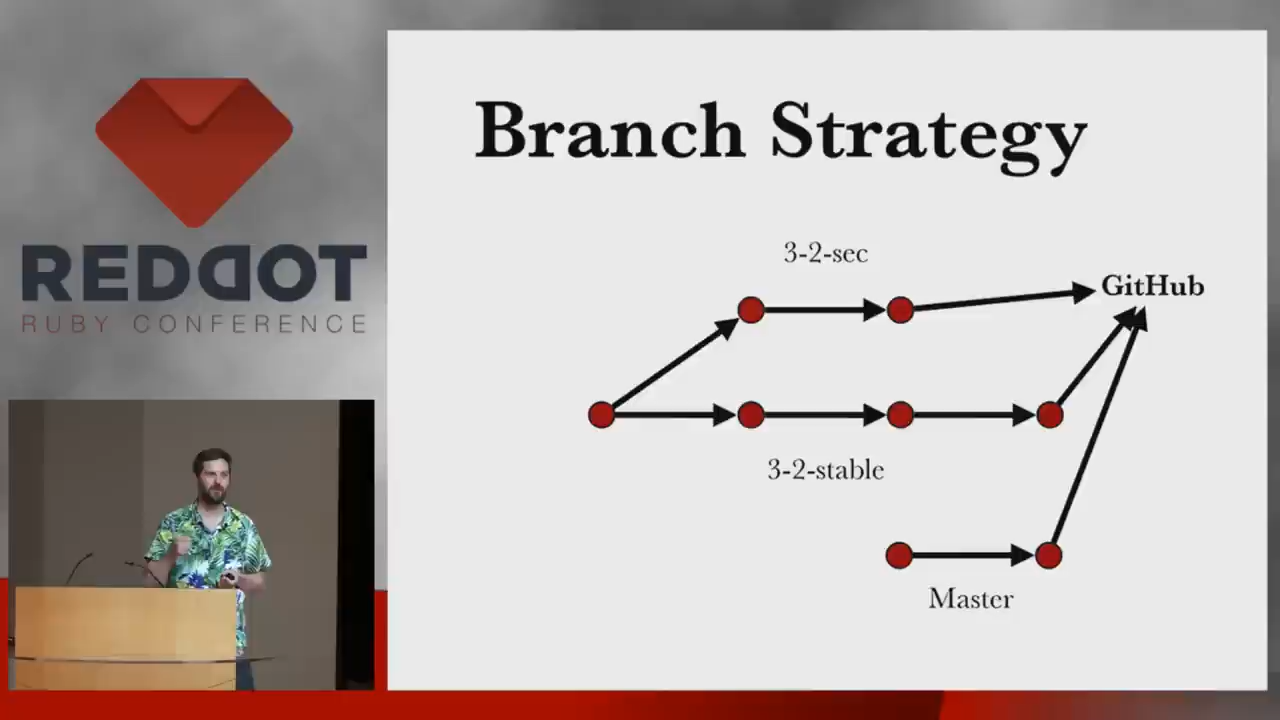 REDDOT
RUBY CONFERENCE
Branch Strategy
3-2-sec
GitHub
3-2-stable
Master